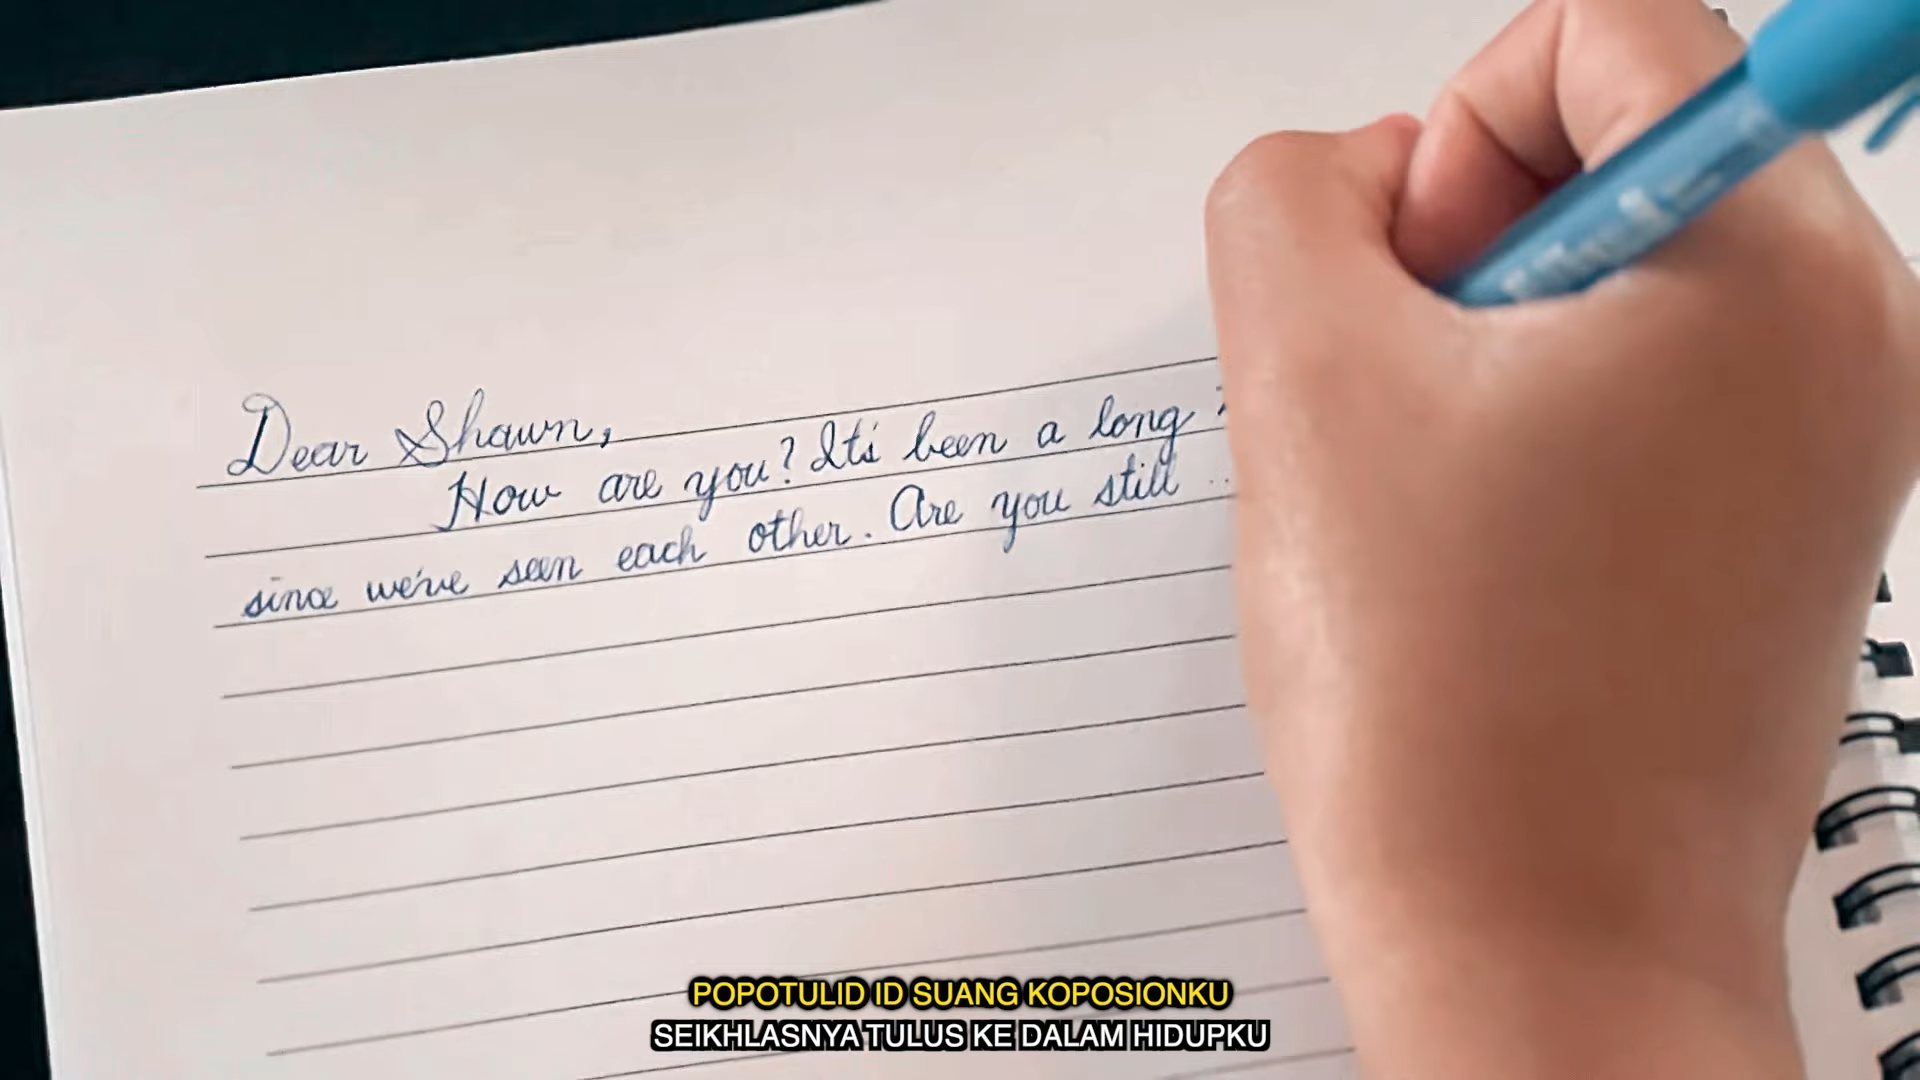 Dear Shawn,
How are you? It's been a long
since we've seen each other. Are you still ..
POPOTULID ID SUANG KOPOSIONKU
SEIKHLASNYA TULUS KE DALAM HIDUPKU